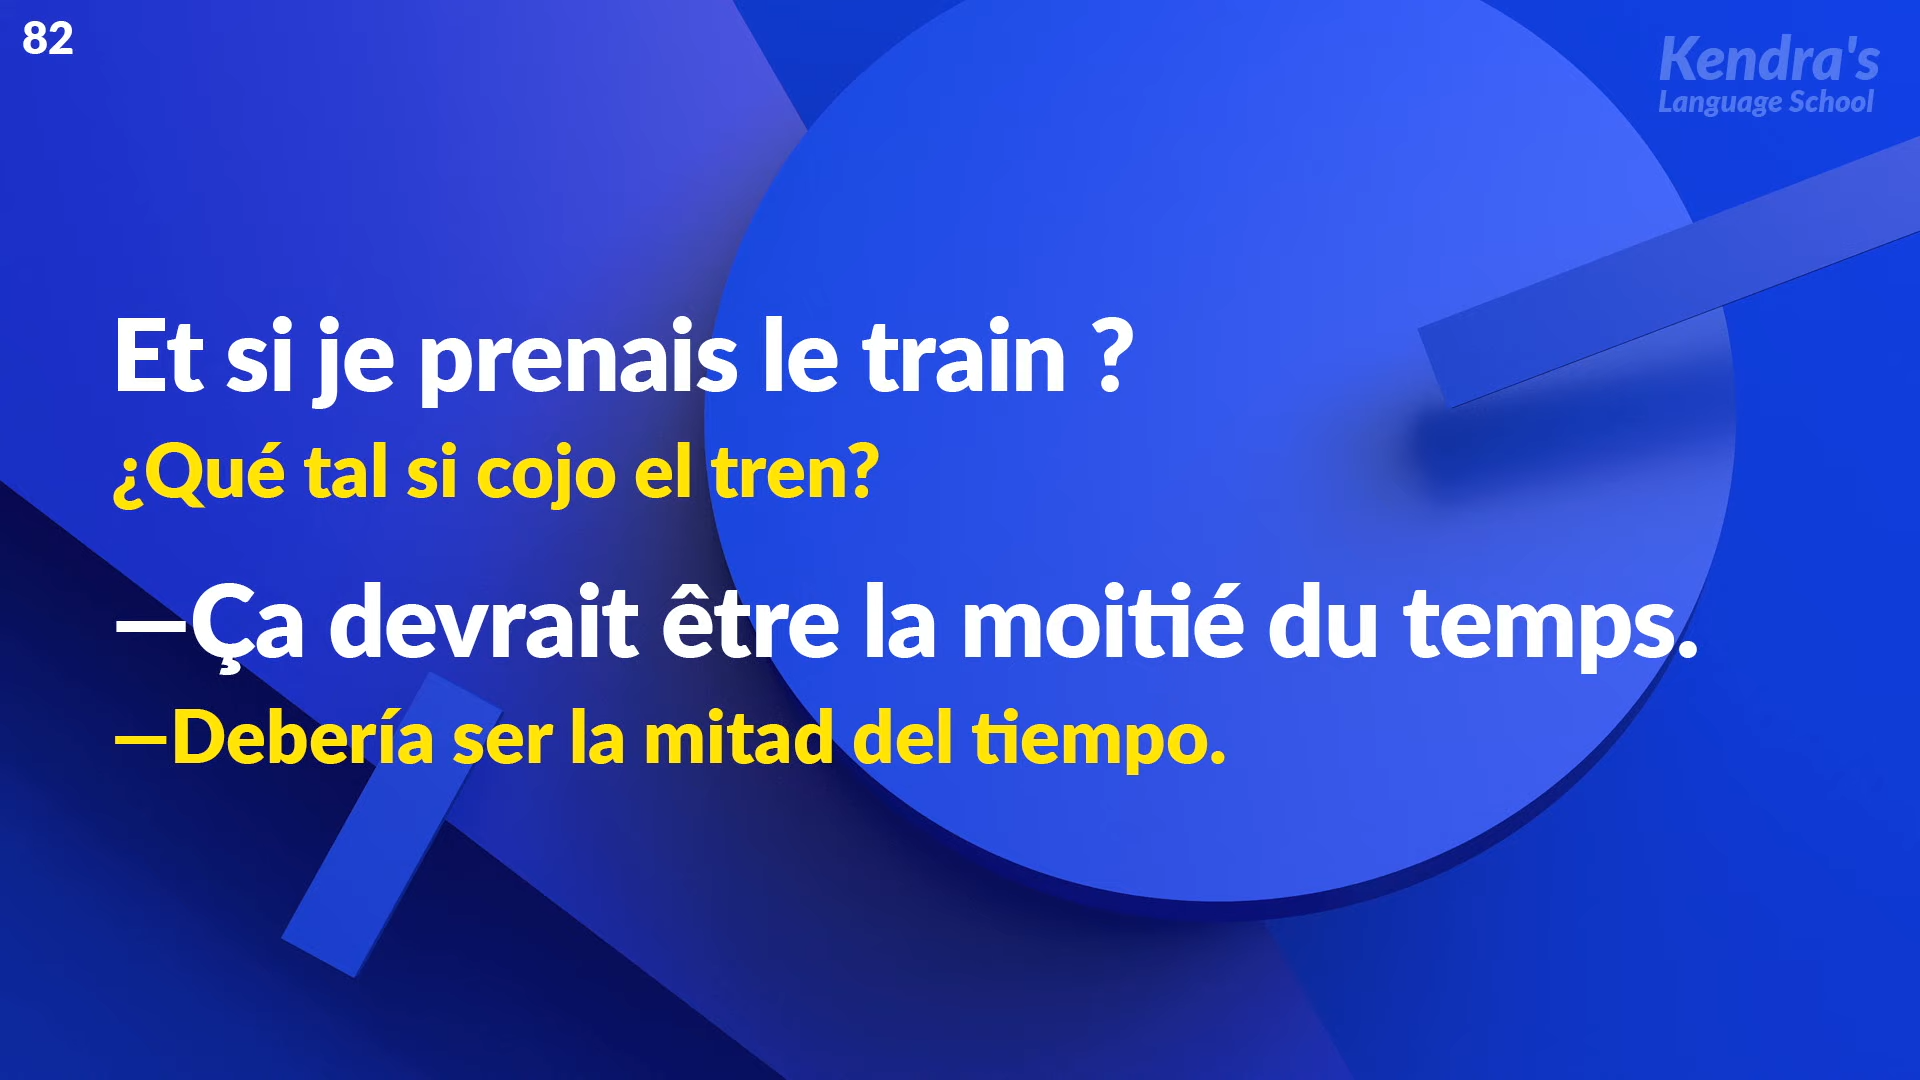 82
Kendra's
Language School
Et si je prenais le train ?
¿Qué tal si cojo el tren?
—Ça devrait être la moitié du temps.
—Debería ser la mitad del tiempo.